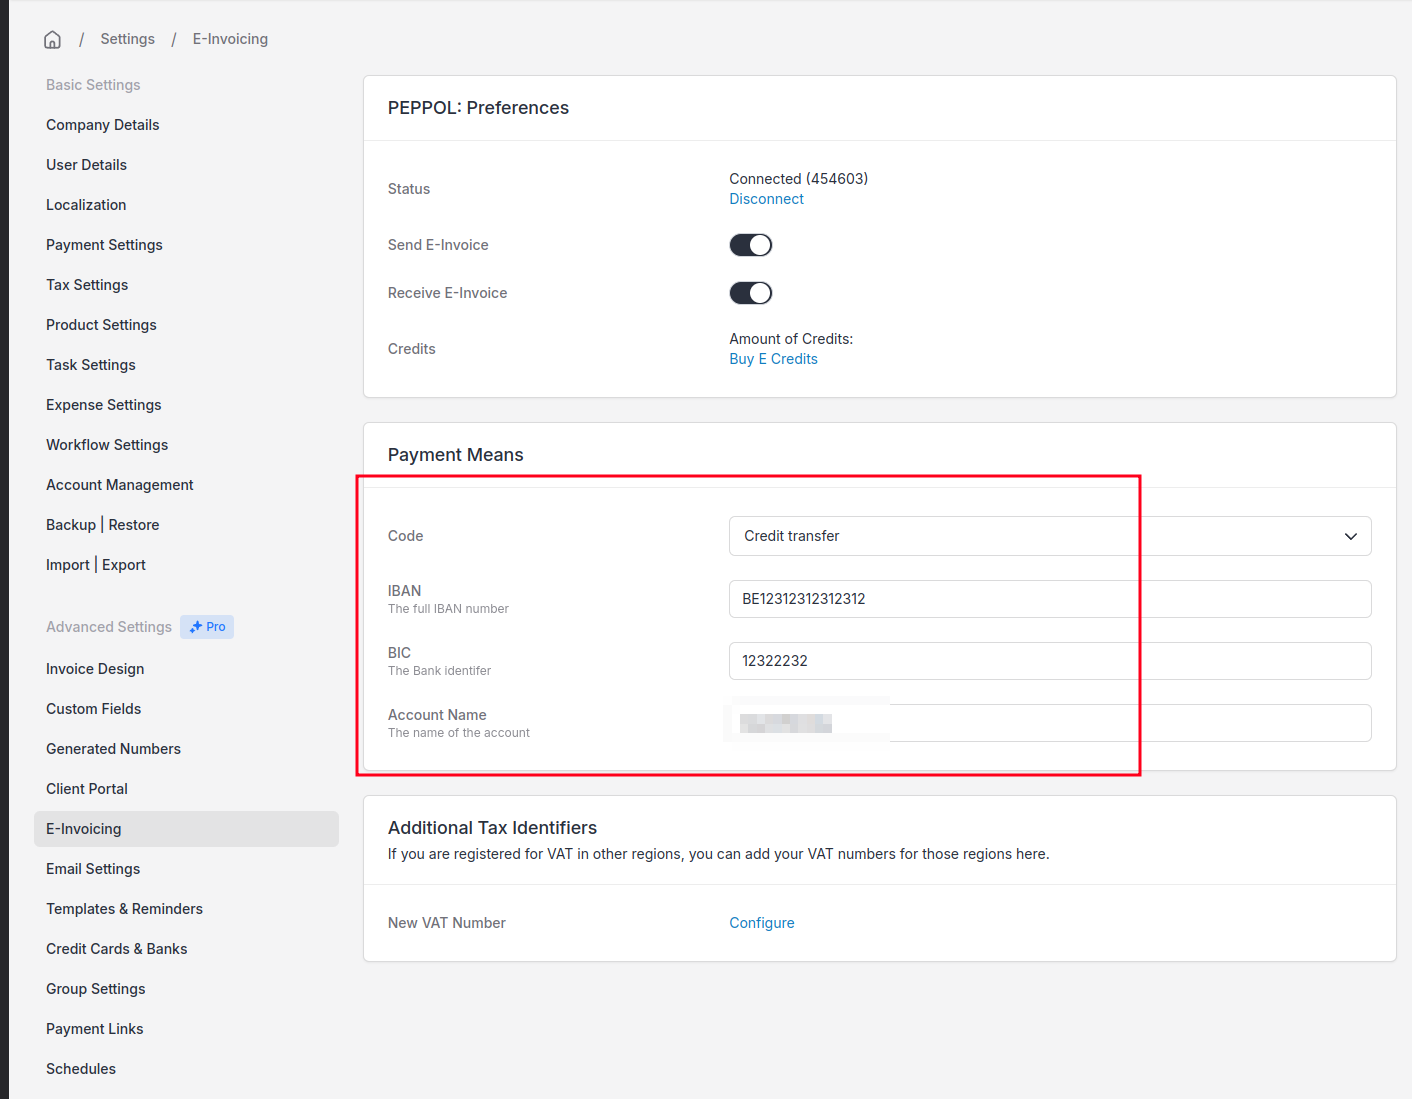 / Settings / E-Invoicing
Basic Settings
Company Details
User Details
Localization
Payment Settings
Tax Settings
Product Settings
Task Settings
Expense Settings
Workflow Settings
Account Management
Backup | Restore
Import | Export
Advanced Settings Pro
Invoice Design
Custom Fields
Generated Numbers
Client Portal
E-Invoicing
Email Settings
Templates & Reminders
Credit Cards & Banks
Group Settings
Payment Links
Schedules
PEPPOL: Preferences
Status
Connected (454603)
Disconnect
Send E-Invoice
Receive E-Invoice
Credits
Amount of Credits:
Buy E Credits
Payment Means
Code
Credit transfer
IBAN
The full IBAN number
BE12312312312312
BIC
The Bank identifer
12322232
Account Name
The name of the account
Additional Tax Identifiers
If you are registered for VAT in other regions, you can add your VAT numbers for those regions here.
New VAT Number
Configure